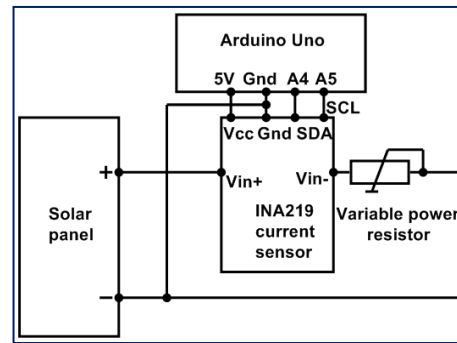 Arduino Uno
5V Gnd A4 A5
SCL
Vcc Gnd SDA
+ Vin+ Vin-
Solar
panel
INA219
current
sensor
Variable power
resistor
−